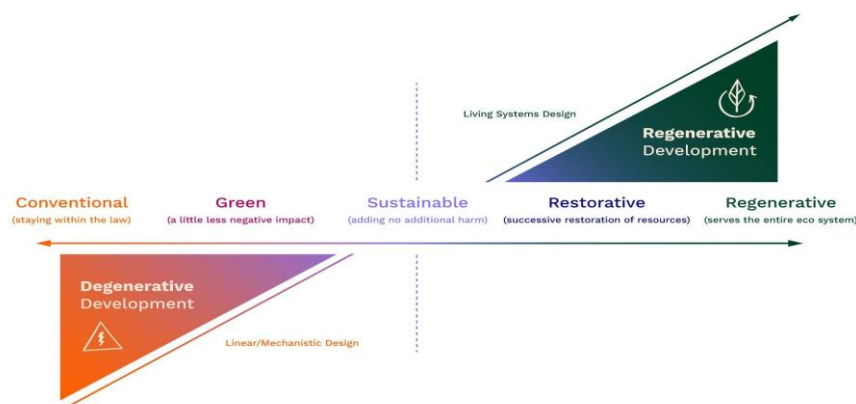 Living Systems Design
Regenerative
Development
Conventional
(staying within the law)
Green
(a little less negative impact)
Sustainable
(adding no additional harm)
Restorative
(successive restoration of resources)
Regenerative
(serves the entire eco system)
Degenerative
Development
Linear/Mechanistic Design